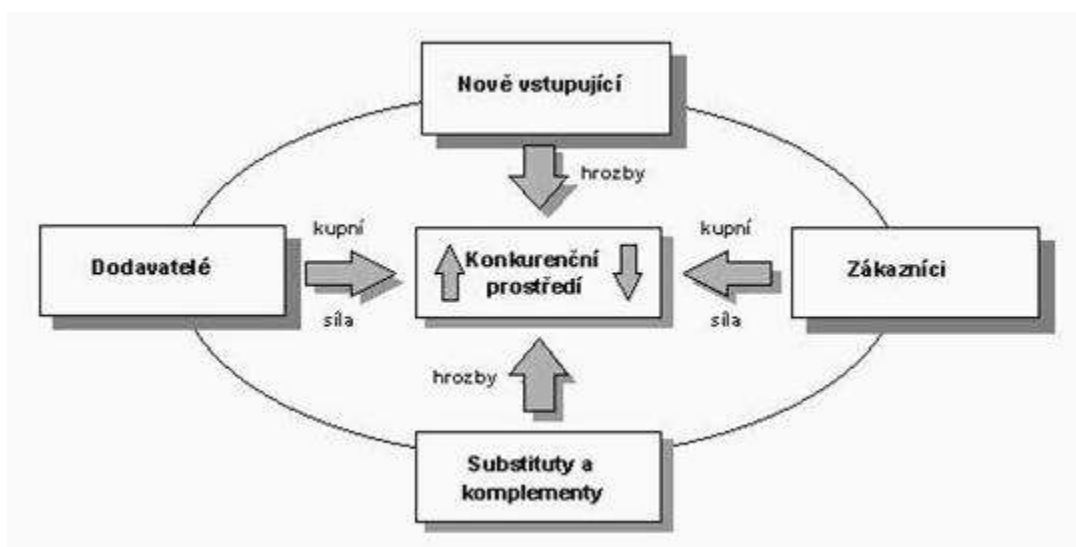 Nově vstupující
hrozby
kupní
kupní
Dodavatelé
Konkurenční
prostředí
Zákazníci
síla
síla
hrozby
Substituty a
komplementy